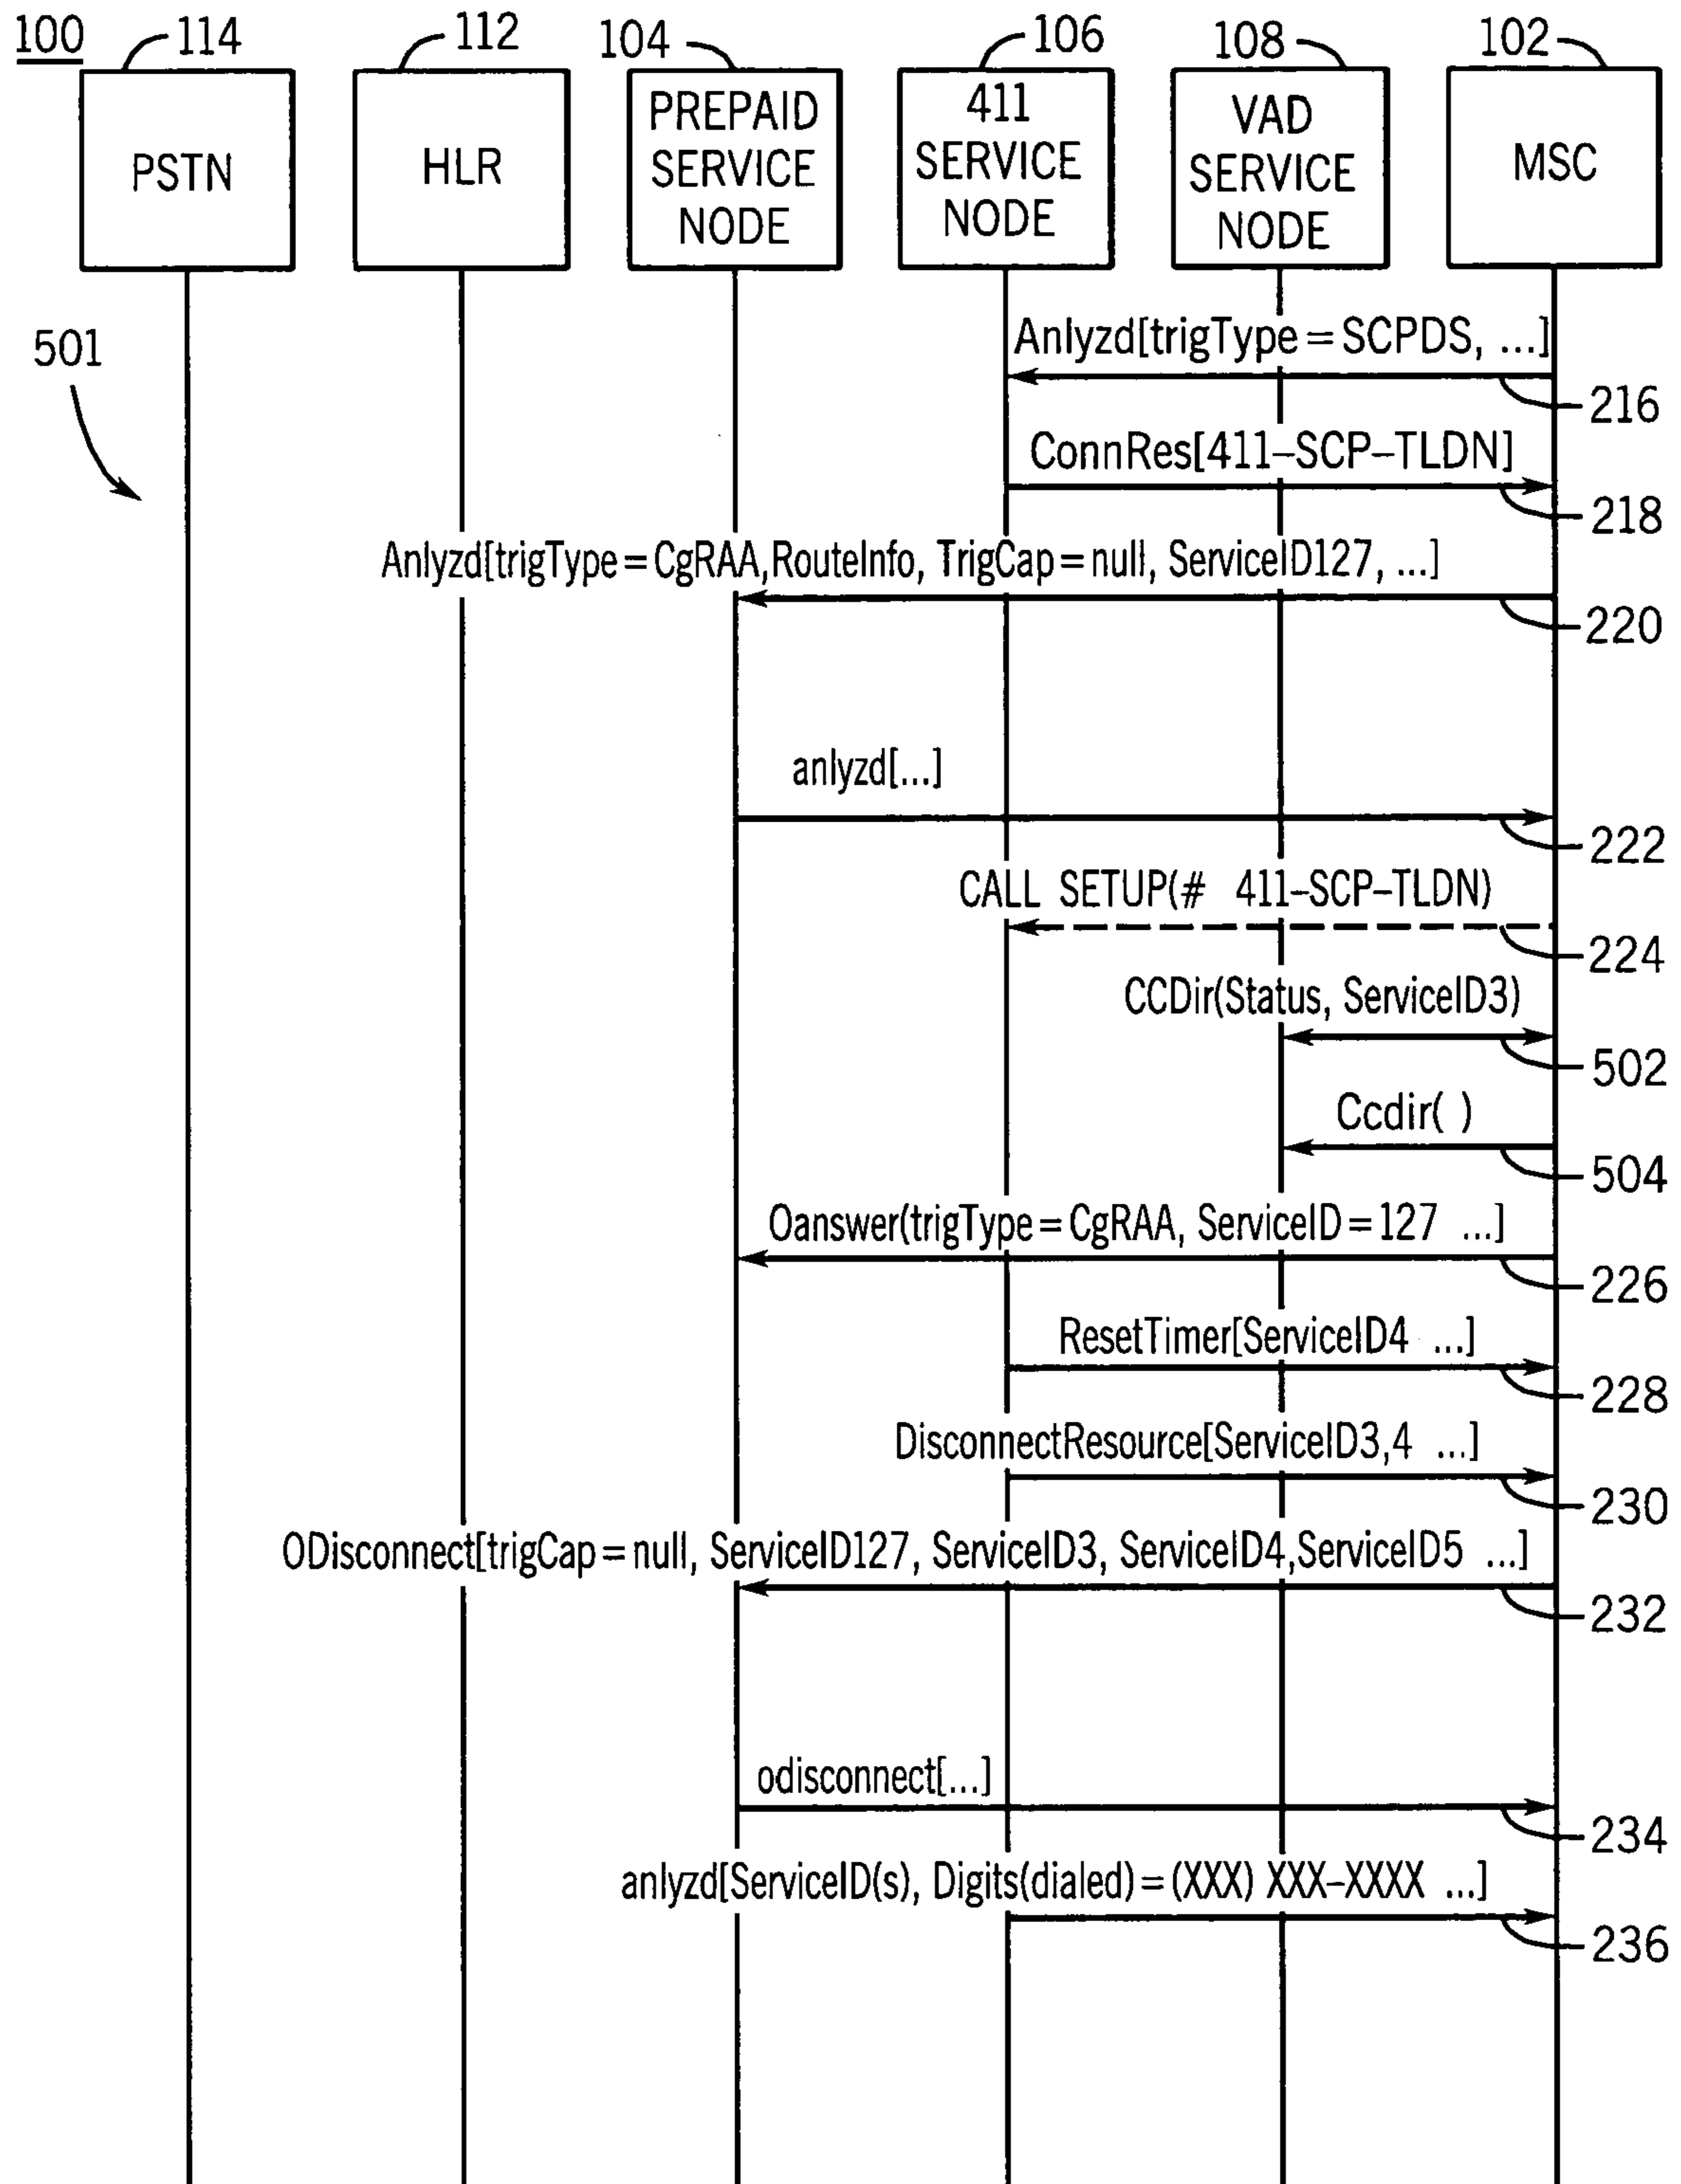 100
114
112
104
106
108
102
PSTN
HLR
PREPAID
SERVICE
NODE
411
SERVICE
NODE
VAD
SERVICE
NODE
MSC
501
Anlyzd[trigType=SCPDS, ...]
216
ConnRes[411-SCP-TLDN]
218
Anlyzd[trigType=CgRAA,RouteInfo, TrigCap=null, ServiceID127, ...]
220
anlyzd[...]
222
CALL SETUP(# 411-SCP-TLDN)
224
CCDir(Status, ServiceID3)
502
Ccdir( )
504
Oanswer(trigType=CgRAA, ServiceID=127 ...]
226
ResetTimer[ServiceID4 ...]
228
DisconnectResource[ServiceID3,4 ...]
230
ODisconnect[trigCap=null, ServiceID127, ServiceID3, ServiceID4,ServiceID5 ...]
232
odisconnect[...]
234
anlyzd[ServiceID(s), Digits(dialed)=(XXX) XXX-XXXX ...]
236